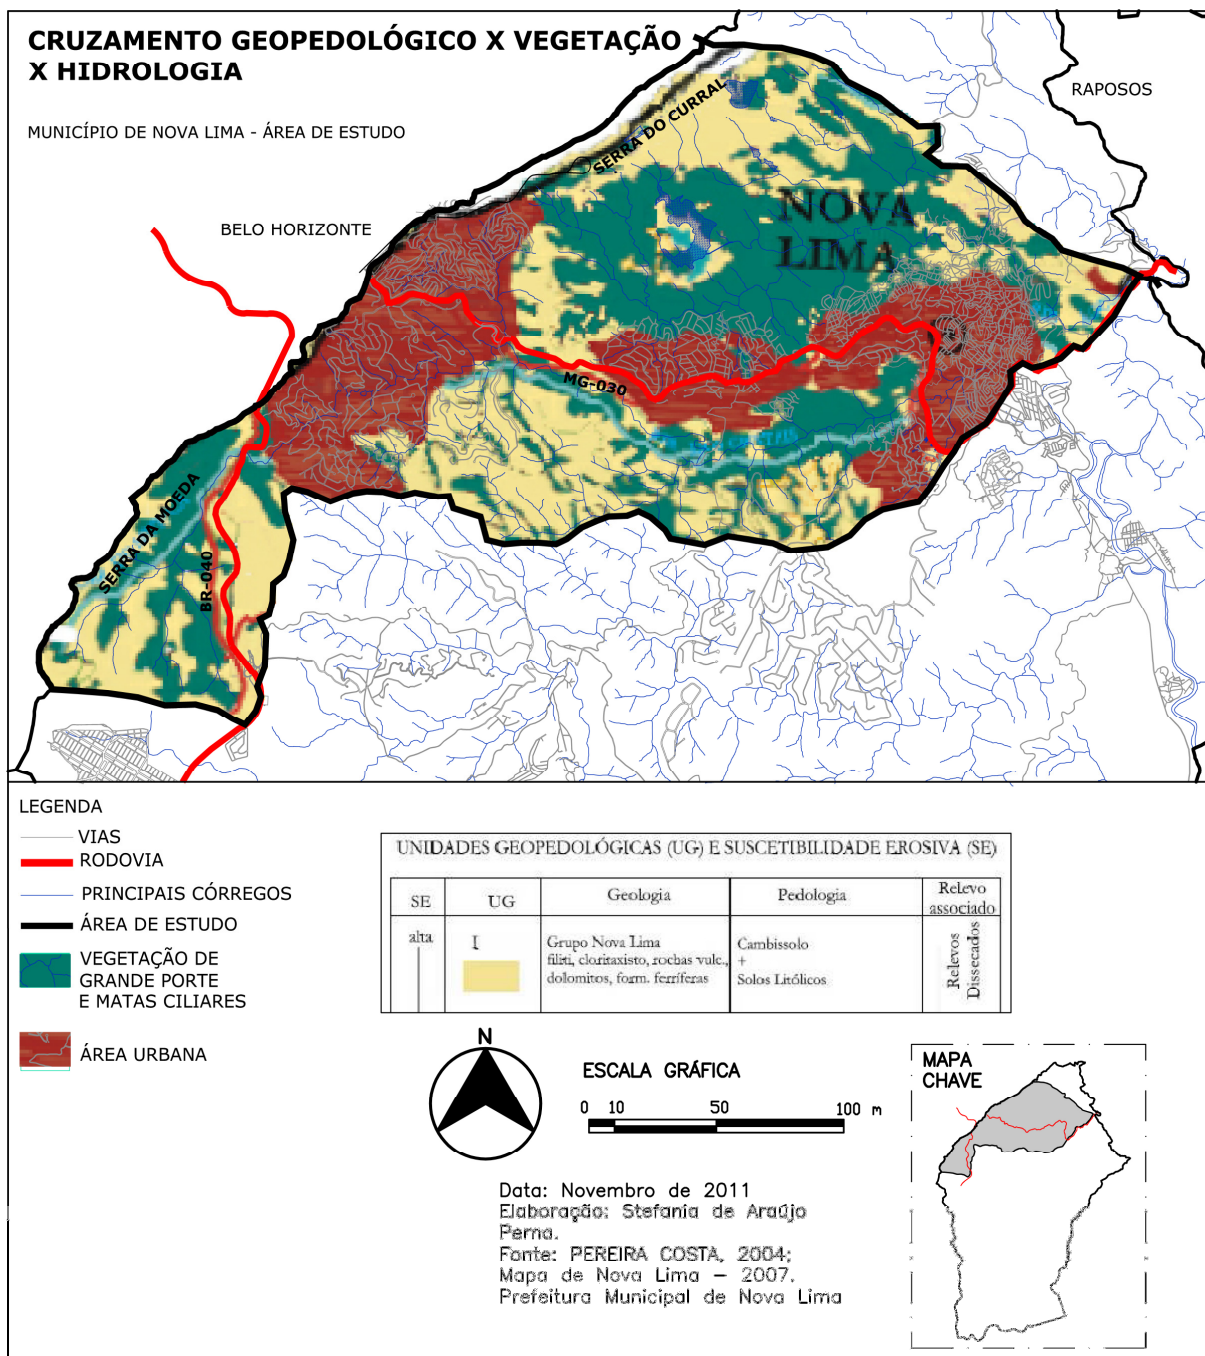 CRUZAMENTO GEOPEDOLÓGICO X VEGETAÇÃO
X HIDROLOGIA
MUNICÍPIO DE NOVA LIMA - ÁREA DE ESTUDO
RAPOSOS
SERRA DO CURRAL
BELO HORIZONTE
NOVA
LIMA
MG-030
SERRA DA MOEDA
BR-040
LEGENDA
VIAS
RODOVIA
PRINCIPAIS CÓRREGOS
ÁREA DE ESTUDO
VEGETAÇÃO DE
GRANDE PORTE
E MATAS CILIARES
ÁREA URBANA
UNIDADES GEOPEDOLÓGICAS (UG) E SUSCETIBILIDADE EROSIVA (SE)
SE
UG
Geologia
Pedologia
Relevo
associado
alta
I
Grupo Nova Lima
filiti, cloritaxisto, rochas vulc.,
dolomitos, form. ferríferas
Cambissolo
+
Solos Litólicos
Relevos
Dissecados
N
ESCALA GRÁFICA
0 10 50 100 m
MAPA
CHAVE
Data: Novembro de 2011
Elaboração: Stefania de Araújo
Perna.
Fonte: PEREIRA COSTA, 2004;
Mapa de Nova Lima – 2007.
Prefeitura Municipal de Nova Lima